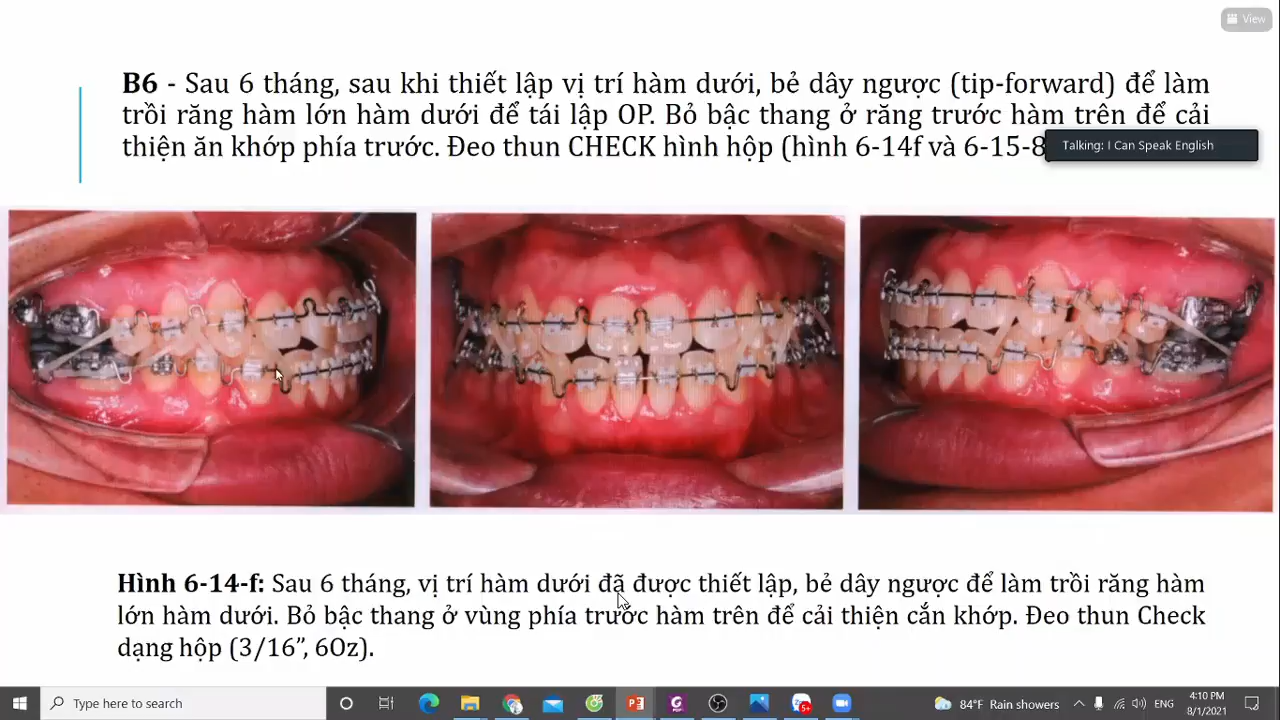 View
B6 - Sau 6 tháng, sau khi thiết lập vị trí hàm dưới, bẻ dây ngược (tip-forward) để làm
trồi răng hàm lớn hàm dưới để tái lập OP. Bỏ bậc thang ở răng trước hàm trên để cải
thiện ăn khớp phía trước. Đeo thun CHECK hình hộp (hình 6-14f và 6-15-8
Talking: I Can Speak English
Hình 6-14-f: Sau 6 tháng, vị trí hàm dưới đã được thiết lập, bẻ dây ngược để làm trồi răng hàm
lớn hàm dưới. Bỏ bậc thang ở vùng phía trước hàm trên để cải thiện cắn khớp. Đeo thun Check
dạng hộp (3/16”, 6Oz).
Type here to search
84°F Rain showers
ENG
4:10 PM
8/1/2021